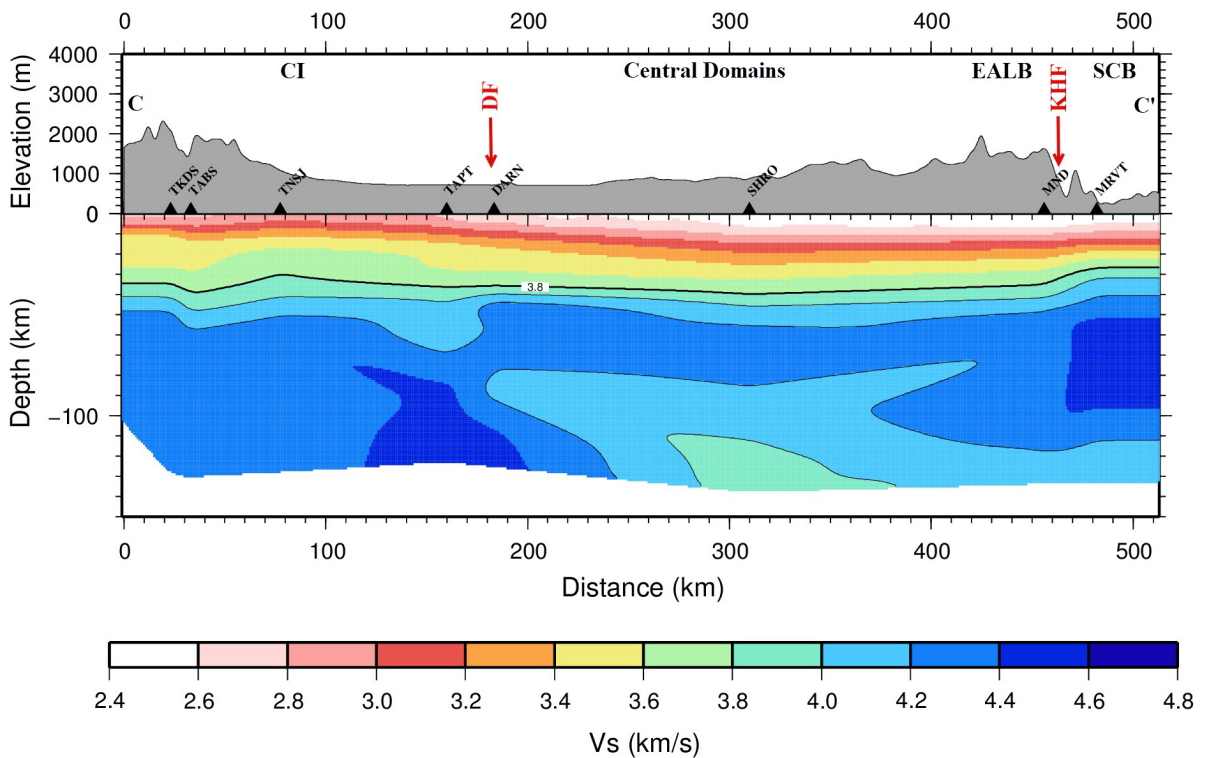 0 100 200 300 400 500
4000
3000
2000
1000
0
Elevation (m)
CI
Central Domains
EALB
SCB
C
C'
DF
KHF
TKDS
TABS
TNSJ
TAPT
DARN
SHRO
MND
MRVT
3.8
−100
Depth (km)
0 100 200 300 400 500
Distance (km)
2.4 2.6 2.8 3.0 3.2 3.4 3.6 3.8 4.0 4.2 4.4 4.6 4.8
Vs (km/s)